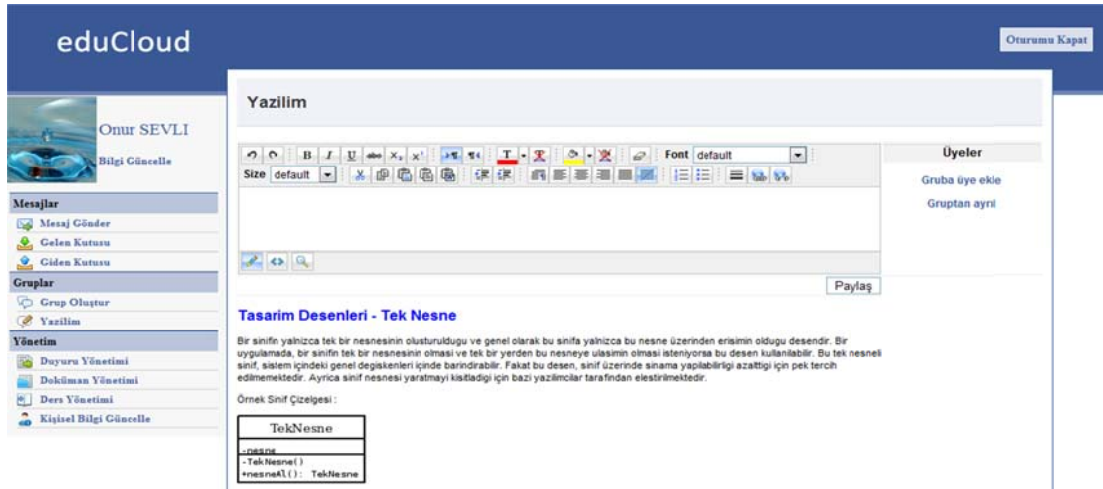 eduCloud
Oturumu Kapat
Onur SEVLI
Bilgi Güncelle
Mesajlar
Mesaj Gönder
Gelen Kutusu
Giden Kutusu
Gruplar
Grup Oluştur
Yazilim
Yönetim
Duyuru Yönetimi
Doküman Yönetimi
Ders Yönetimi
Kişisel Bilgi Güncelle
Yazilim
Font default
Size default
Paylaş
Üyeler
Gruba üye ekle
Gruptan ayrıl
Tasarim Desenleri - Tek Nesne
Bir sinifin yalnizca tek bir nesnesinin olusturuldugu ve genel olarak bu sinifa yalnizca bu nesne üzerinden erisimin oldugu desendir. Bir
uygulamada, bir sinifin tek bir nesnesinin olmasi ve tek bir yerden bu nesneye ulasimin olmasi isteniyorsa bu desen kullanilabilir. Bu tek nesneli
sinif, sistem içindeki genel degiskenleri içinde barindirabilir. Fakat bu desen, sinif üzerinde sinama yapilabilirligi azalttigi için pek tercih
edilmemektedir. Ayrica sinif nesnesi yaratmayi kisitladigi için bazi yazilimcilar tarafindan elestirilmektedir.
Örnek Sinif Çizelgesi :
TekNesne
-nesne
-TekNesne()
+nesneAl(): TekNesne